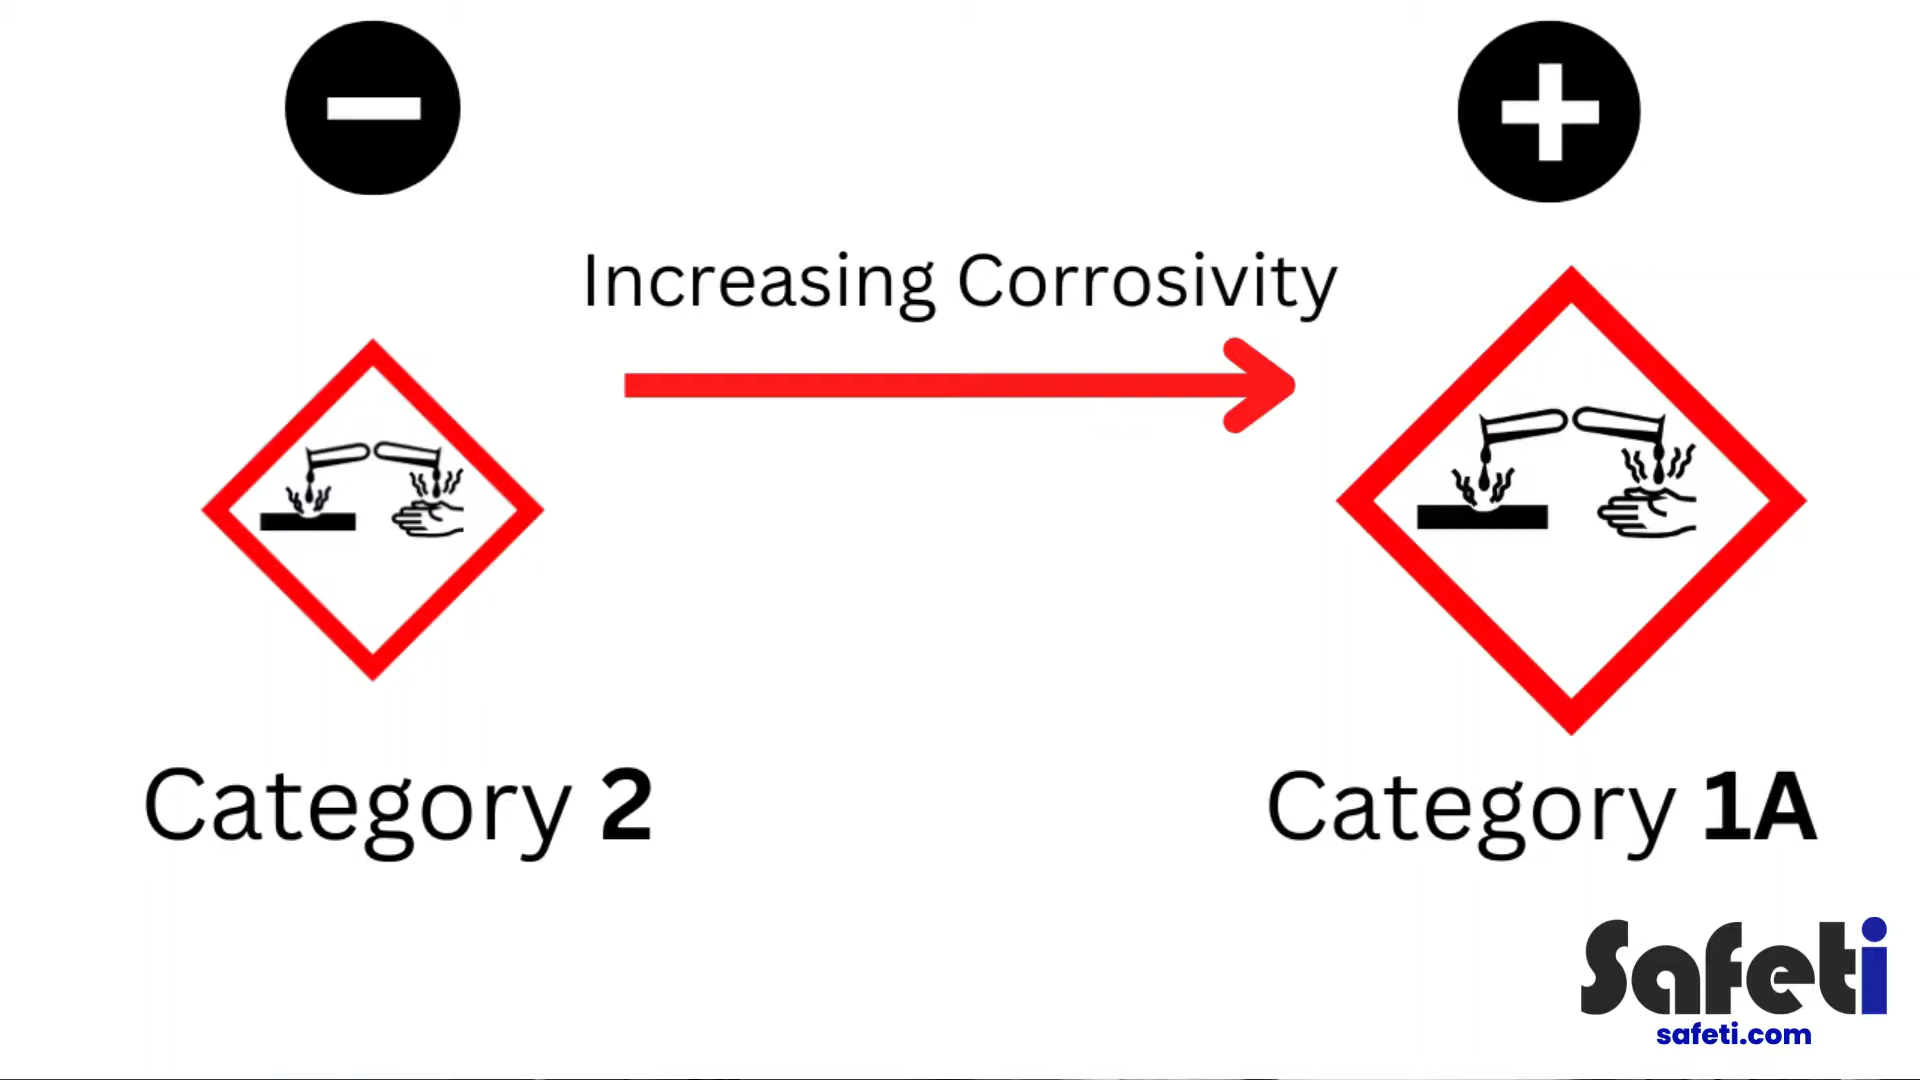 Increasing Corrosivity
Category 2
Category 1A
Safeti
safeti.com